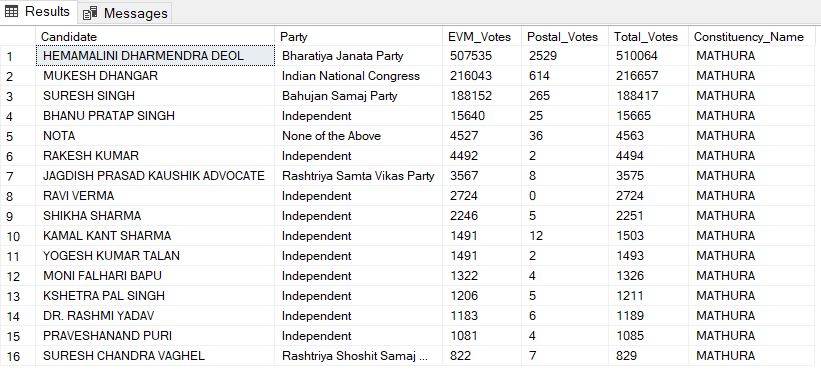 Results Messages
Candidate Party EVM_Votes Postal_Votes Total_Votes Constituency_Name
1 HEMAMALINI DHARMENDRA DEOL Bharatiya Janata Party 507535 2529 510064 MATHURA
2 MUKESH DHANGAR Indian National Congress 216043 614 216657 MATHURA
3 SURESH SINGH Bahujan Samaj Party 188152 265 188417 MATHURA
4 BHANU PRATAP SINGH Independent 15640 25 15665 MATHURA
5 NOTA None of the Above 4527 36 4563 MATHURA
6 RAKESH KUMAR Independent 4492 2 4494 MATHURA
7 JAGDISH PRASAD KAUSHIK ADVOCATE Rashtriya Samta Vikas Party 3567 8 3575 MATHURA
8 RAVI VERMA Independent 2724 0 2724 MATHURA
9 SHIKHA SHARMA Independent 2246 5 2251 MATHURA
10 KAMAL KANT SHARMA Independent 1491 12 1503 MATHURA
11 YOGESH KUMAR TALAN Independent 1491 2 1493 MATHURA
12 MONI FALHARI BAPU Independent 1322 4 1326 MATHURA
13 KSHETRA PAL SINGH Independent 1206 5 1211 MATHURA
14 DR. RASHMI YADAV Independent 1183 6 1189 MATHURA
15 PRAVESHANAND PURI Independent 1081 4 1085 MATHURA
16 SURESH CHANDRA VAGHEL Rashtriya Shoshit Samaj ... 822 7 829 MATHURA